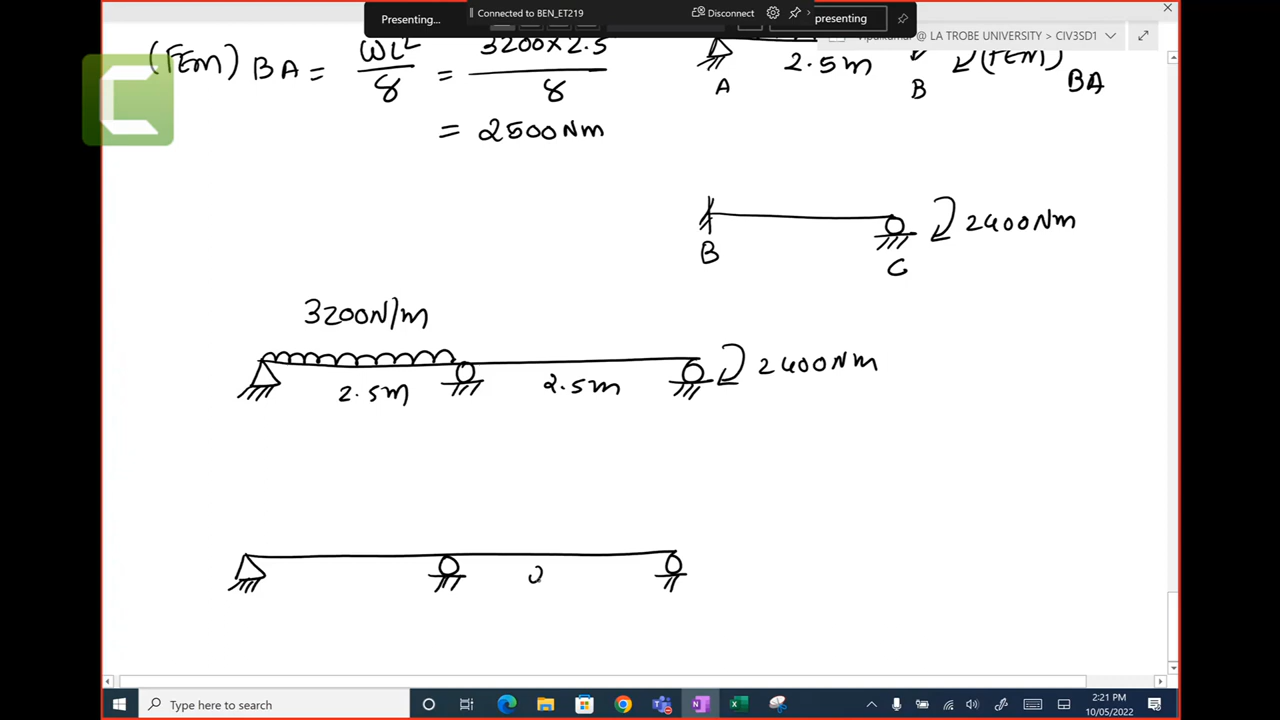 Presenting...
Connected to BEN_ET219
Disconnect
presenting
@ LA TROBE UNIVERSITY > CIV3SD1
(FEM) BA = WL² / 8 = 3200 x 2.5 / 8
2.5m
(FEM) BA
A
B
= 2500Nm
2400Nm
B
C
3200N/m
2400Nm
2.5m
2.5m
2
Type here to search
2:21 PM
10/05/2022